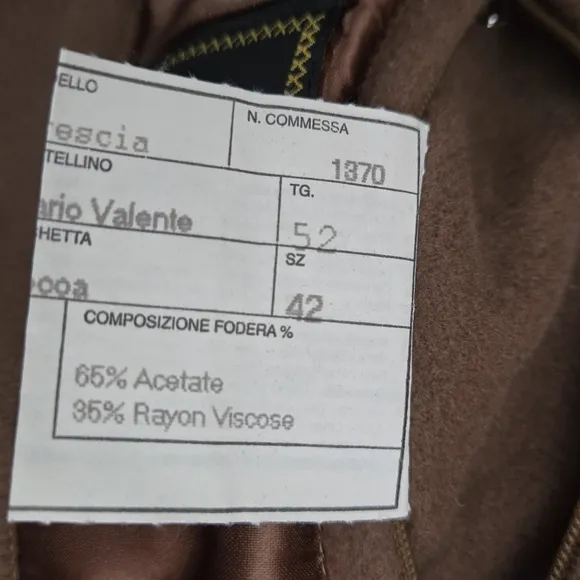 ELLO
N. COMMESSA
rescia
1370
TELLINO
TG.
ario Valente
52
HETTA
SZ
ooa
42
COMPOSIZIONE FODERA %
65% Acetate
35% Rayon Viscose